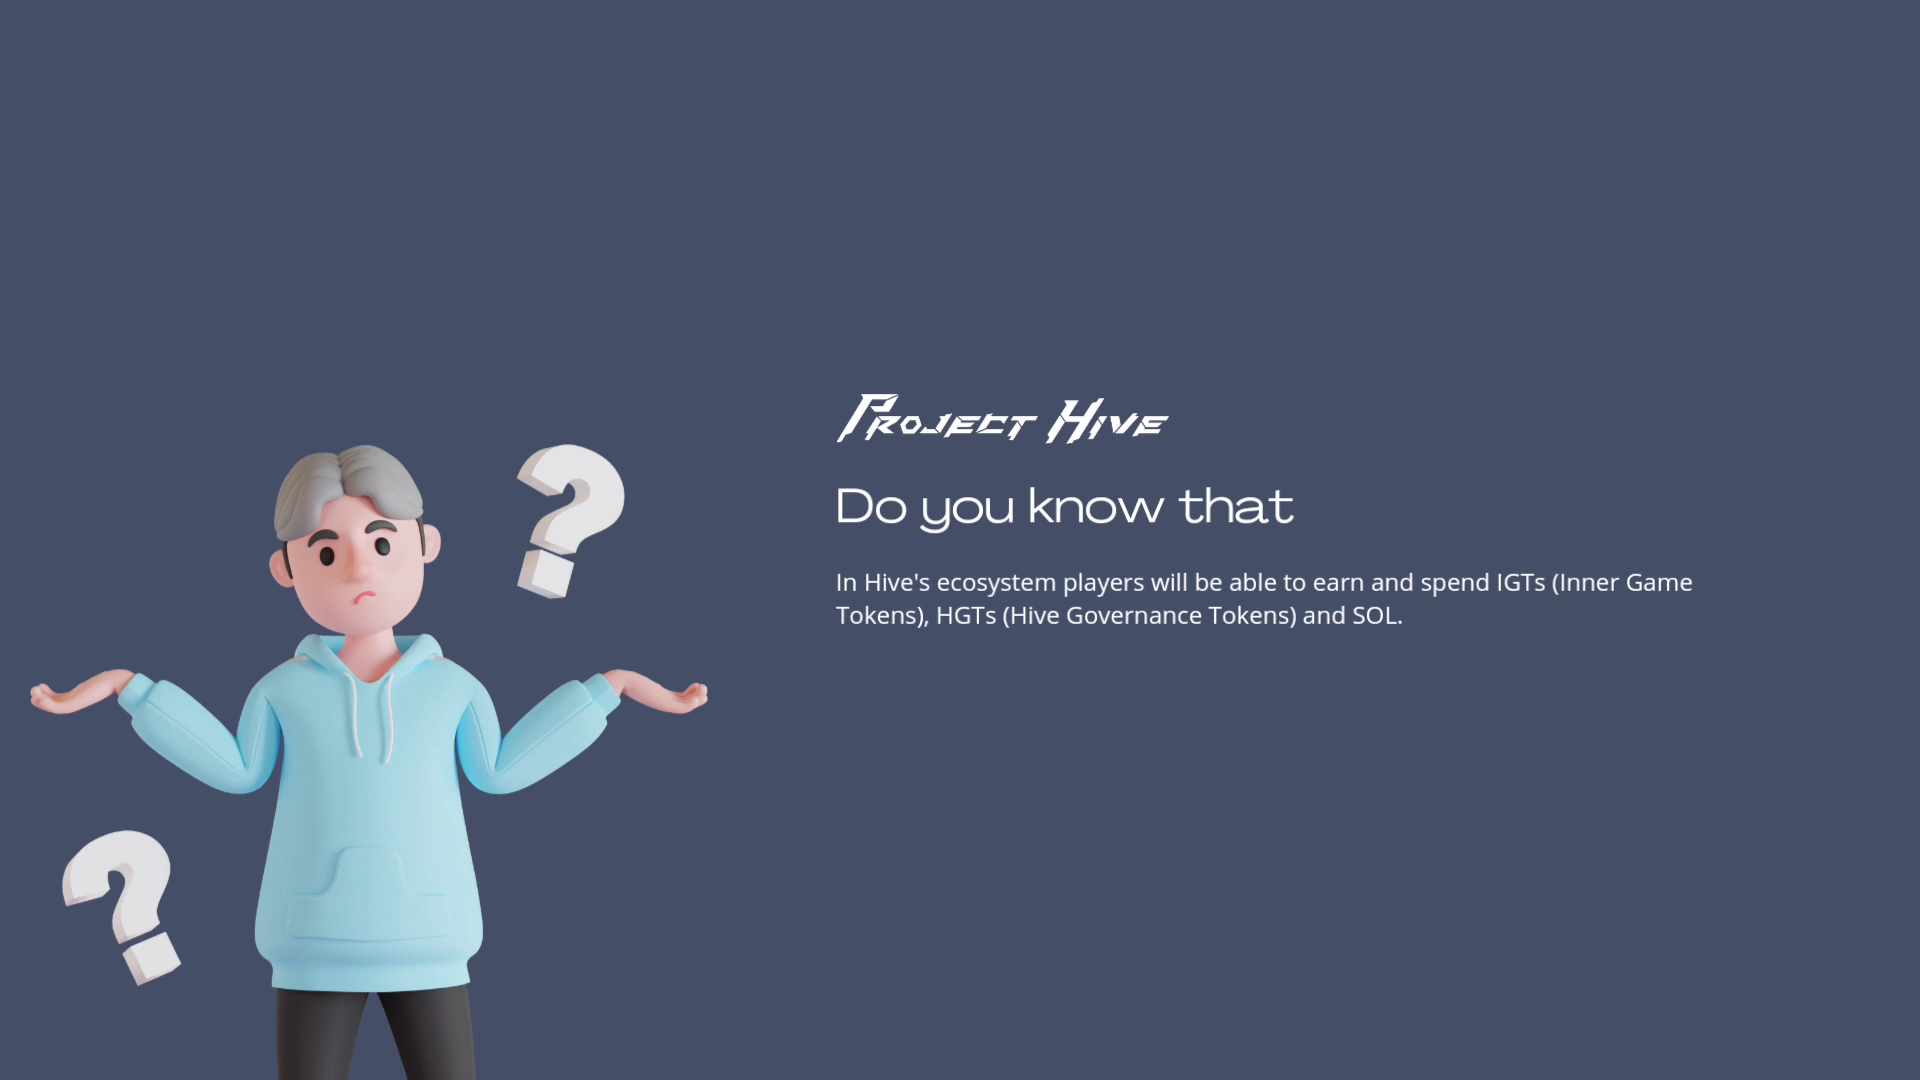 Project Hive
Do you know that
In Hive's ecosystem players will be able to earn and spend IGTs (Inner Game
Tokens), HGTs (Hive Governance Tokens) and SOL.
?
?